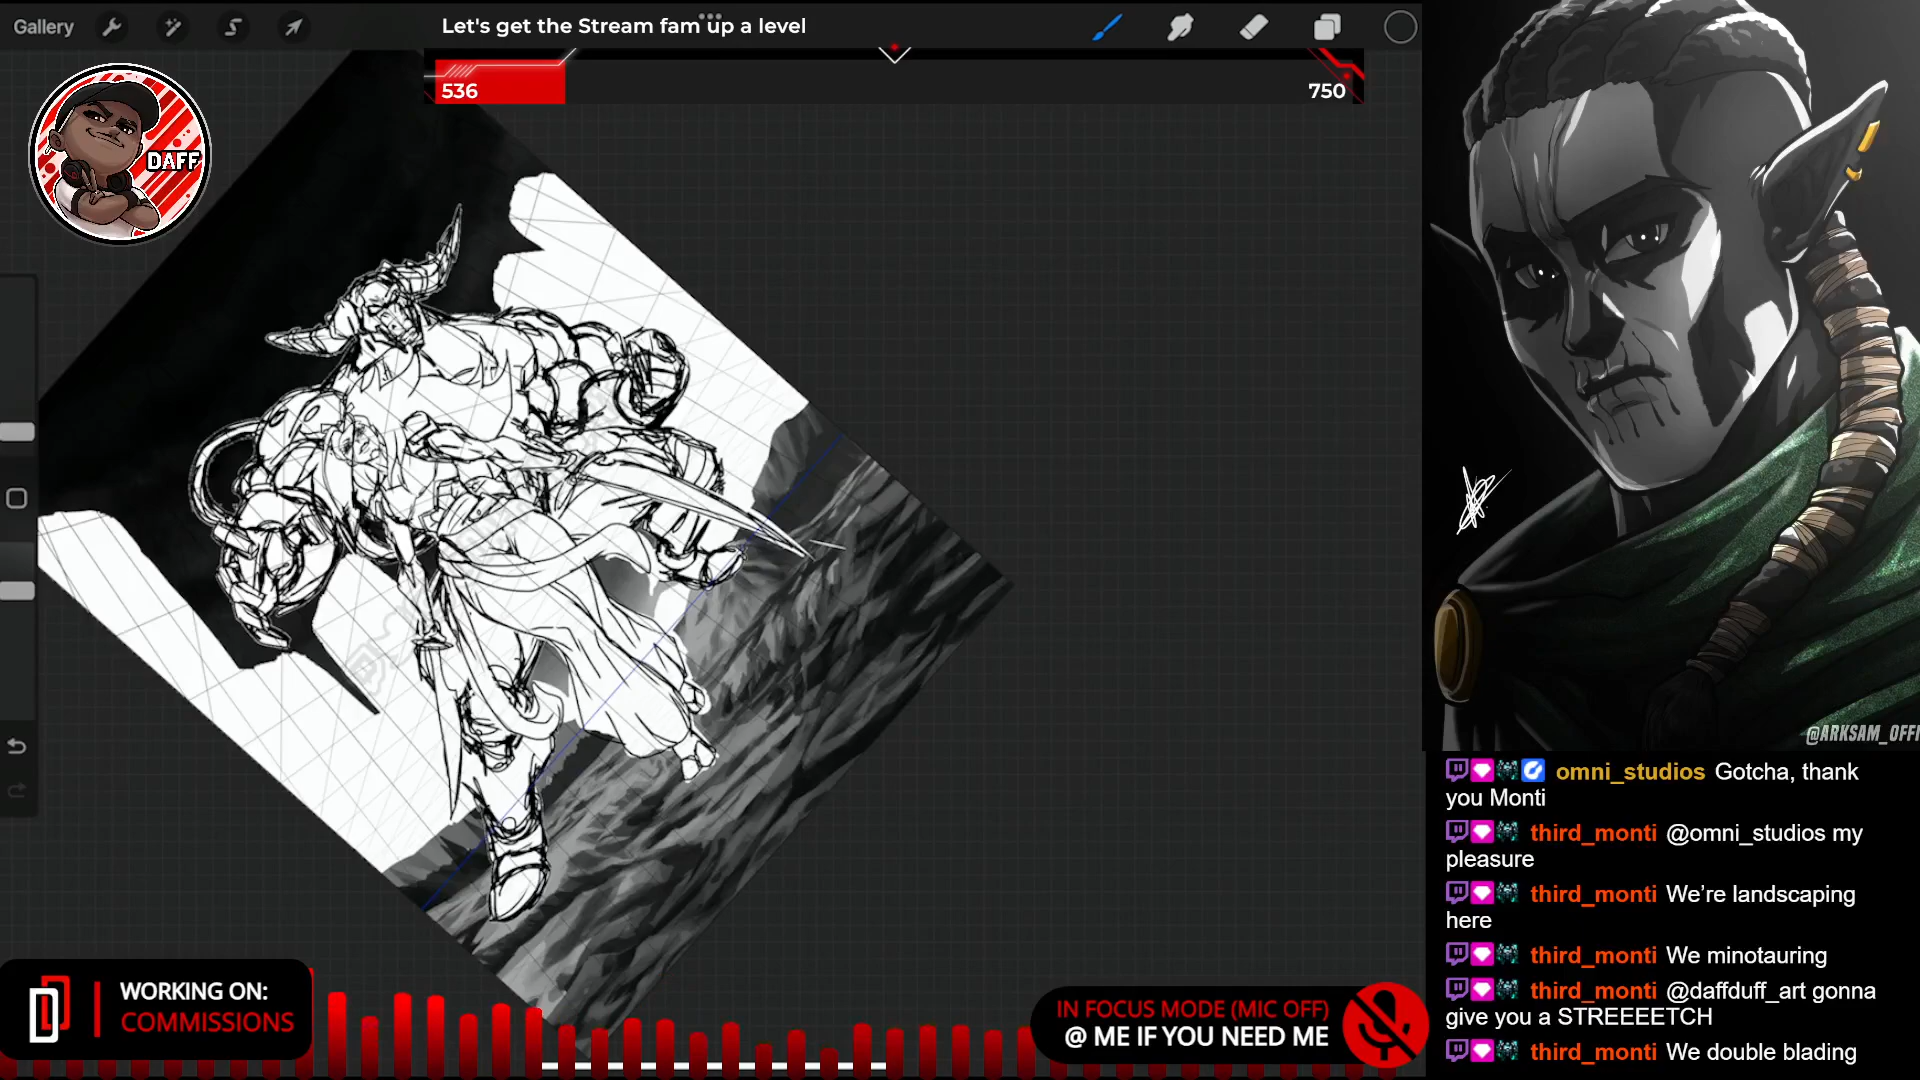 Gallery
Let's get the Stream fam up a level
536
750
DAFF
@ARKSAM_OFFI
omni_studios Gotcha, thank
you Monti
third_monti @omni_studios my
pleasure
third_monti We're landscaping
here
third_monti We minotauring
third_monti @daffduff_art gonna
give you a STREEEETCH
third_monti We double blading
WORKING ON:
COMMISSIONS
IN FOCUS MODE (MIC OFF)
@ ME IF YOU NEED ME